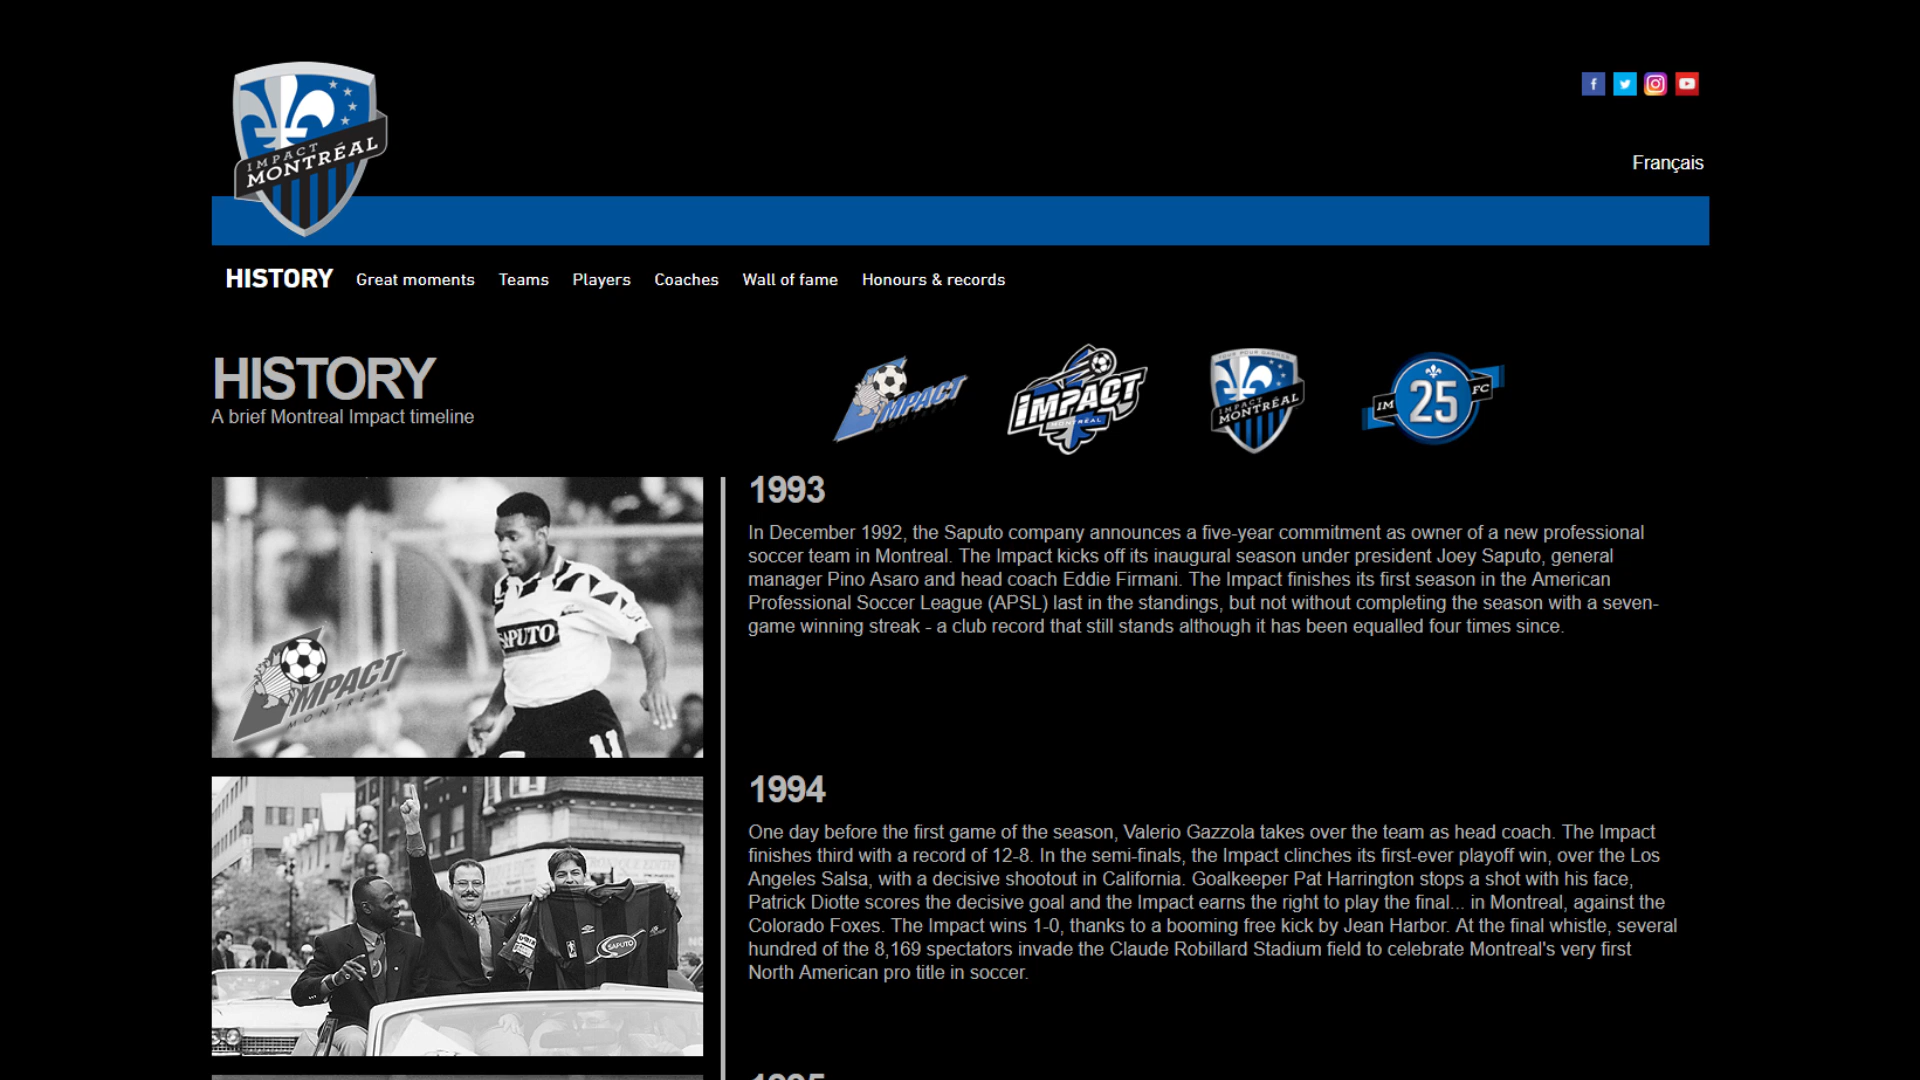 IMPACT
MONTRÉAL
Français
HISTORY Great moments Teams Players Coaches Wall of fame Honours & records
HISTORY
A brief Montreal Impact timeline
MPACT
IMPACT
MONTRÉAL
IMPACT
MONTRÉAL
IM 25 FC
1993
In December 1992, the Saputo company announces a five-year commitment as owner of a new professional
soccer team in Montreal. The Impact kicks off its inaugural season under president Joey Saputo, general
manager Pino Asaro and head coach Eddie Firmani. The Impact finishes its first season in the American
Professional Soccer League (APSL) last in the standings, but not without completing the season with a seven-
game winning streak - a club record that still stands although it has been equalled four times since.
SAPUTO
11
MPACT
MONTRÉAL
1994
One day before the first game of the season, Valerio Gazzola takes over the team as head coach. The Impact
finishes third with a record of 12-8. In the semi-finals, the Impact clinches its first-ever playoff win, over the Los
Angeles Salsa, with a decisive shootout in California. Goalkeeper Pat Harrington stops a shot with his face,
Patrick Diotte scores the decisive goal and the Impact earns the right to play the final... in Montreal, against the
Colorado Foxes. The Impact wins 1-0, thanks to a booming free kick by Jean Harbor. At the final whistle, several
hundred of the 8,169 spectators invade the Claude Robillard Stadium field to celebrate Montreal's very first
North American pro title in soccer.
SAPUTO